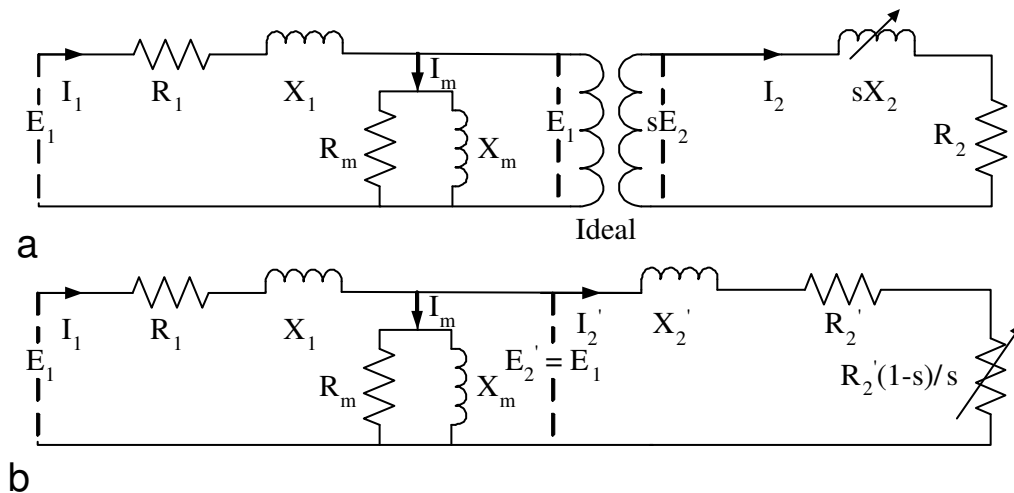 I₁ R₁ X₁ Iₘ I₂ sX₂
E₁ Rₘ Xₘ E₁ sE₂ R₂
Ideal
a
I₁ R₁ X₁ Iₘ I₂' X₂' R₂'
E₁ Rₘ Xₘ E₂' = E₁ R₂'(1-s)/s
b